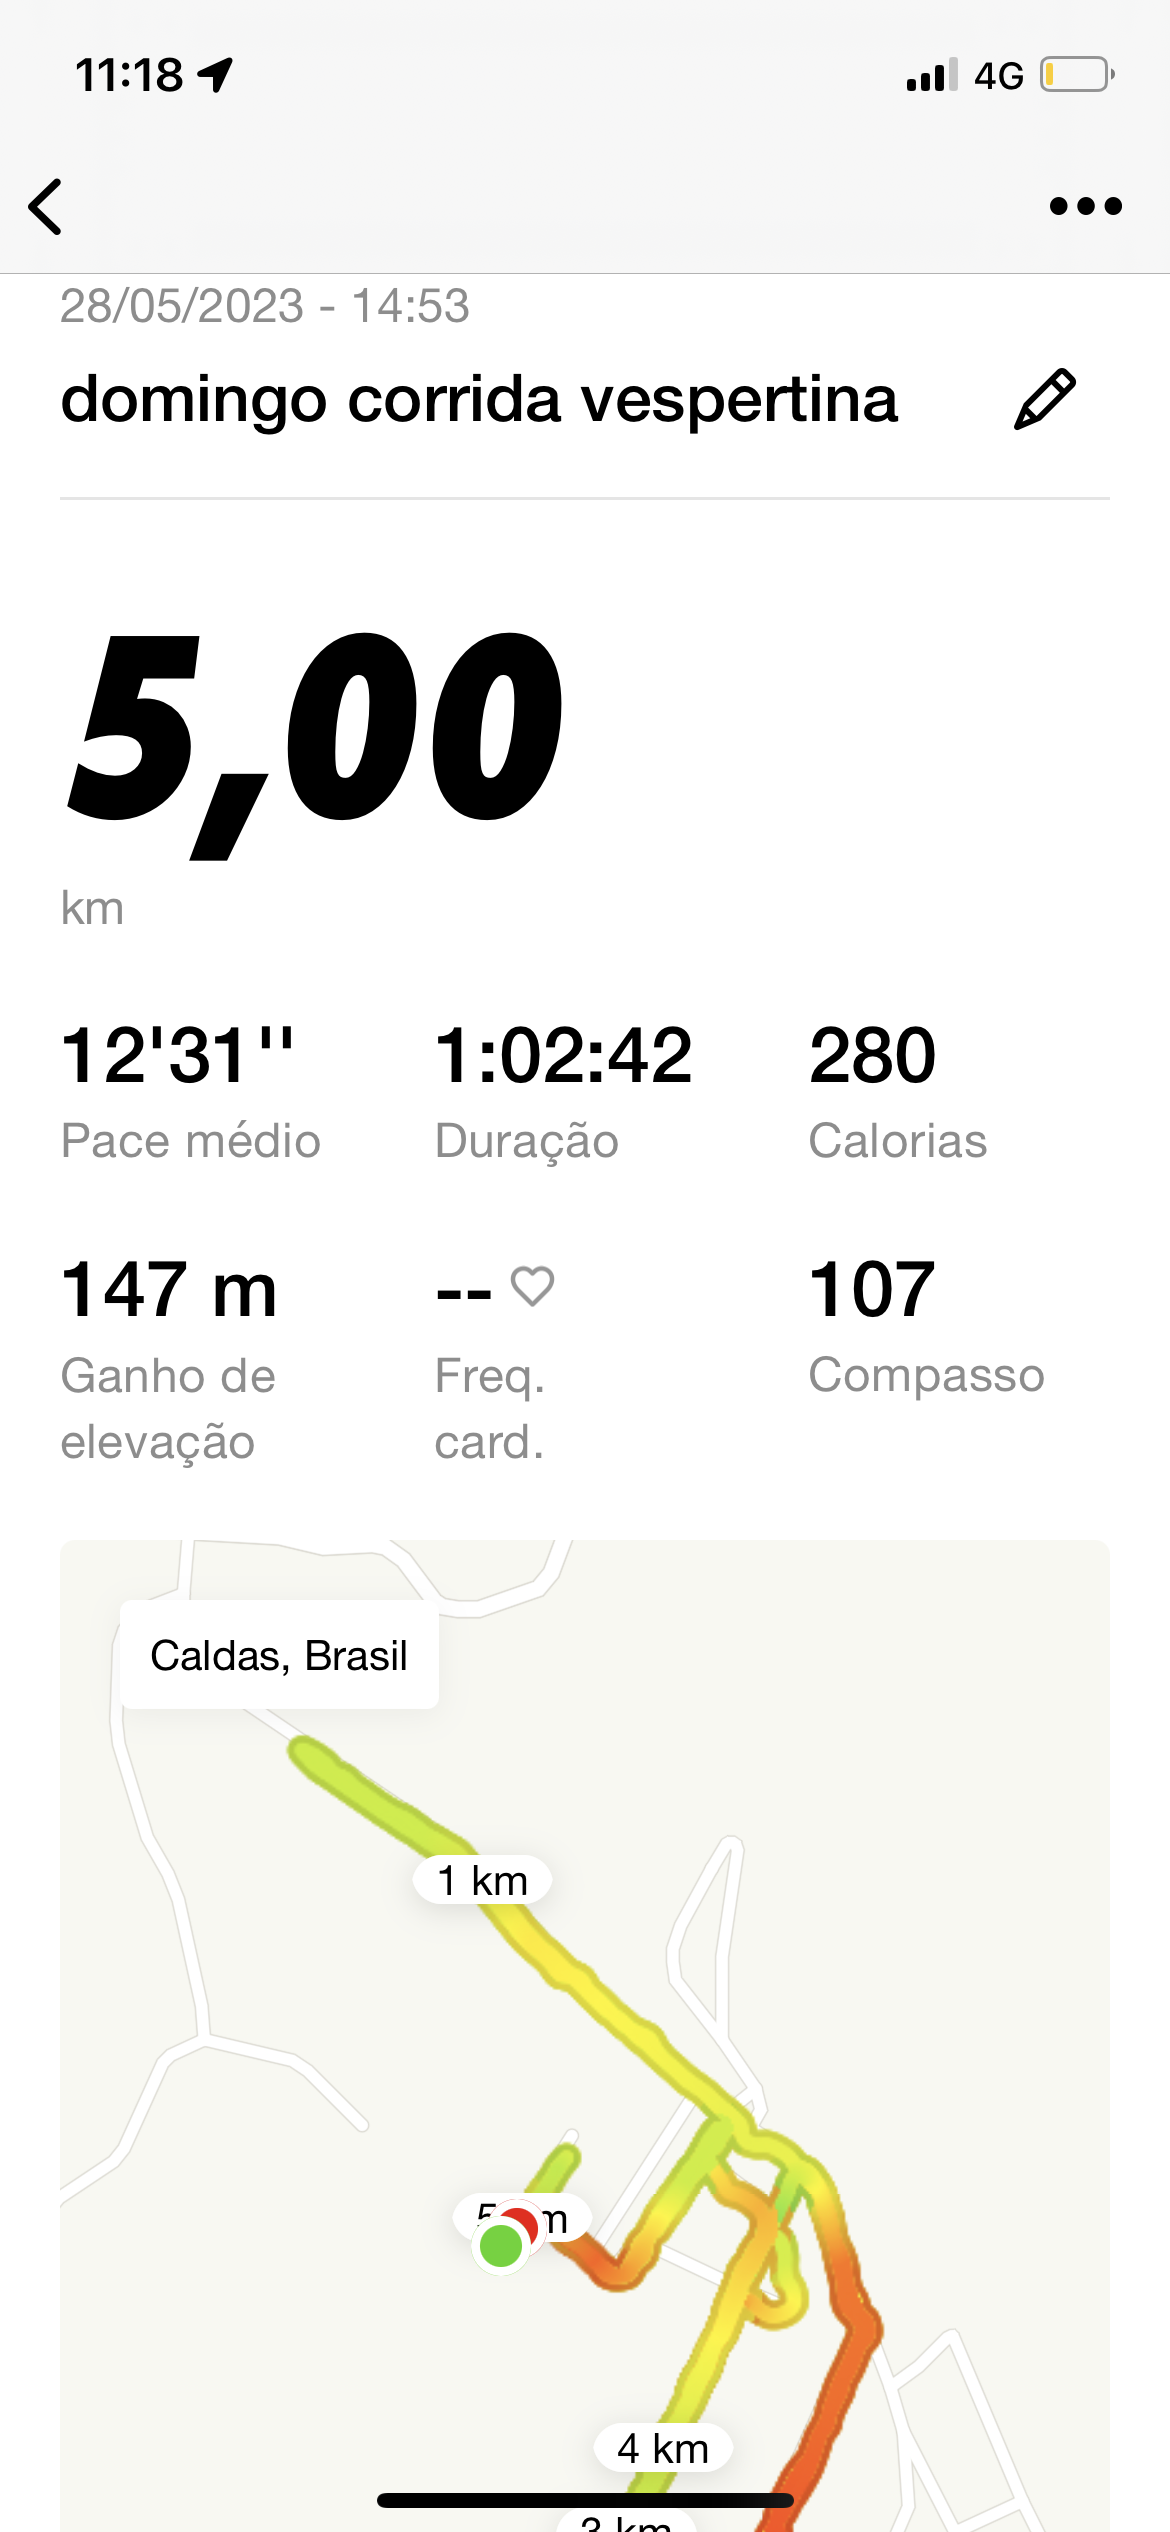 11:18 4G
28/05/2023 - 14:53
domingo corrida vespertina
5,00
km
12'31'' 1:02:42 280
Pace médio Duração Calorias
147 m -- 107
Ganho de elevação Freq. card. Compasso
Caldas, Brasil
1 km
4 km
3 km